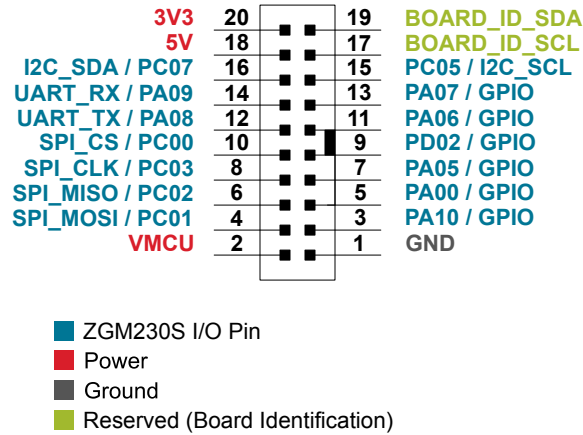 3V3 20 19 BOARD_ID_SDA
5V 18 17 BOARD_ID_SCL
I2C_SDA / PC07 16 15 PC05 / I2C_SCL
UART_RX / PA09 14 13 PA07 / GPIO
UART_TX / PA08 12 11 PA06 / GPIO
SPI_CS / PC00 10 9 PD02 / GPIO
SPI_CLK / PC03 8 7 PA05 / GPIO
SPI_MISO / PC02 6 5 PA00 / GPIO
SPI_MOSI / PC01 4 3 PA10 / GPIO
VMCU 2 1 GND
ZGM230S I/O Pin
Power
Ground
Reserved (Board Identification)